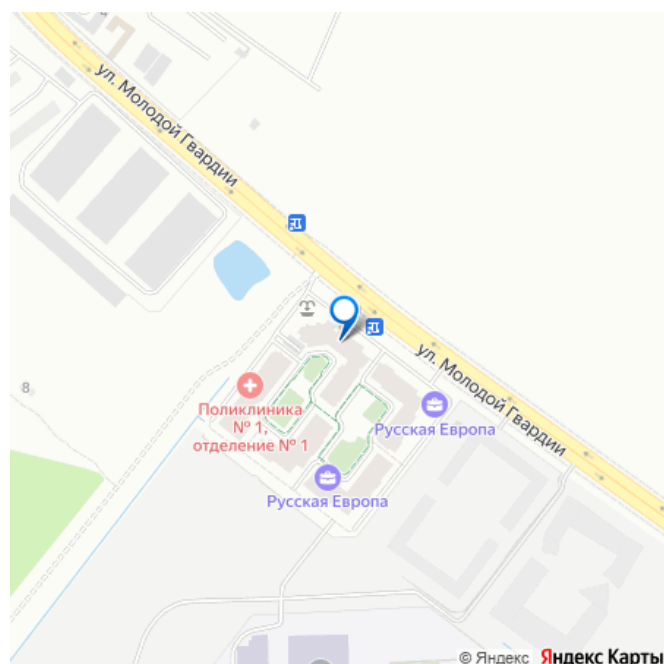 ул. Молодой Гвардии
ул. Молодой Гвардии
8
Поликлиника
№ 1,
отделение № 1
Русская Европа
Русская Европа
© Яндекс Яндекс Карты